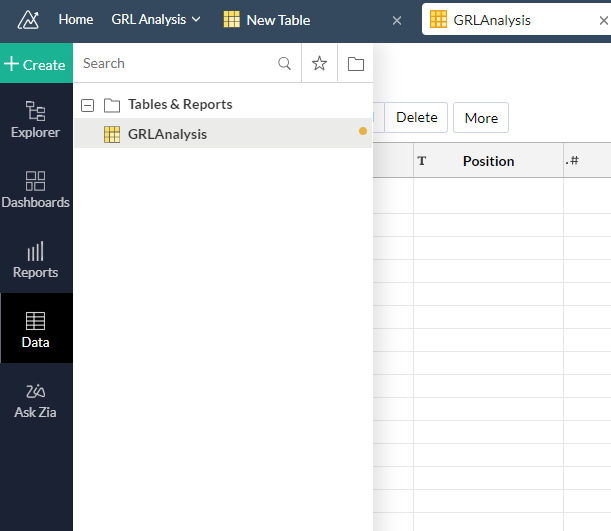 Home GRL Analysis New Table GRLAnalysis
Create Search
Tables & Reports
GRLAnalysis
Explorer
Dashboards
Reports
Data
Ask Zia
Delete More
T Position .#